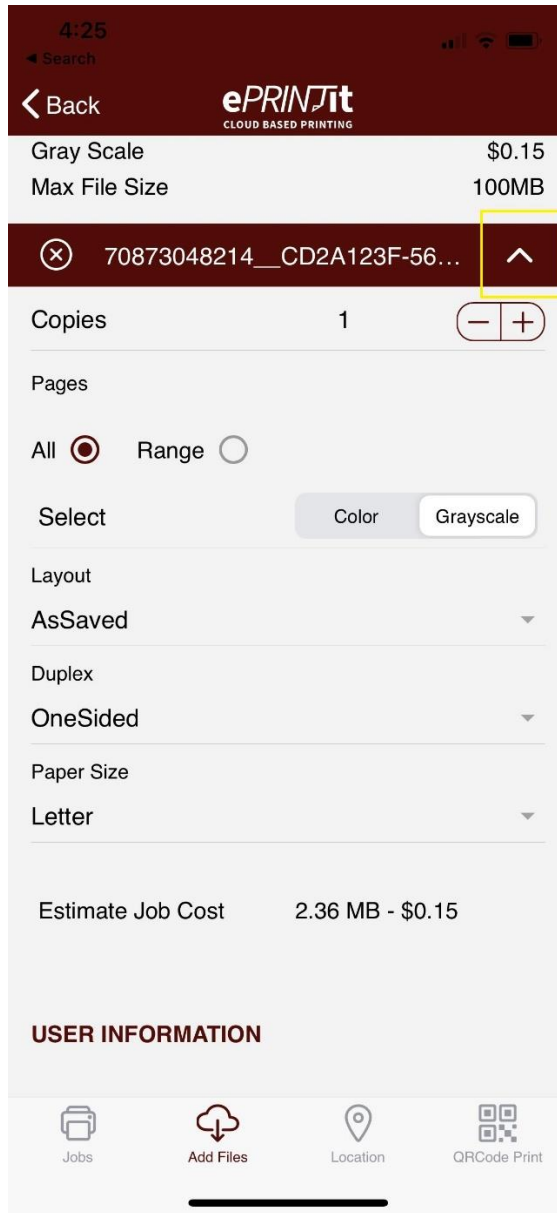 4:25
Search
Back
ePRINTit
CLOUD BASED PRINTING
Gray Scale $0.15
Max File Size 100MB
70873048214__CD2A123F-56...
Copies 1 − +
Pages
All Range
Select Color Grayscale
Layout
AsSaved
Duplex
OneSided
Paper Size
Letter
Estimate Job Cost 2.36 MB - $0.15
USER INFORMATION
Jobs Add Files Location QRCode Print